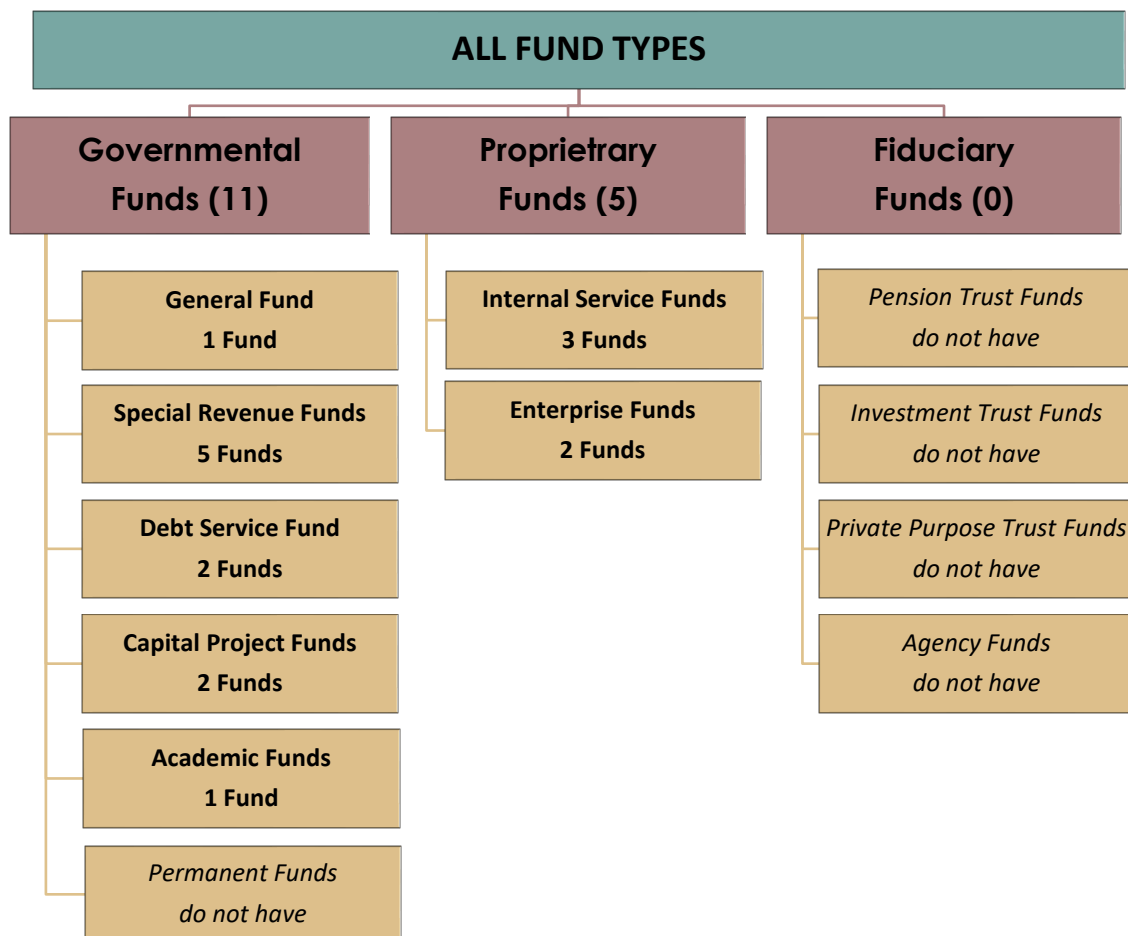 ALL FUND TYPES
Governmental
Funds (11)
Proprietrary
Funds (5)
Fiduciary
Funds (0)
General Fund
1 Fund
Special Revenue Funds
5 Funds
Debt Service Fund
2 Funds
Capital Project Funds
2 Funds
Academic Funds
1 Fund
Permanent Funds
do not have
Internal Service Funds
3 Funds
Enterprise Funds
2 Funds
Pension Trust Funds
do not have
Investment Trust Funds
do not have
Private Purpose Trust Funds
do not have
Agency Funds
do not have